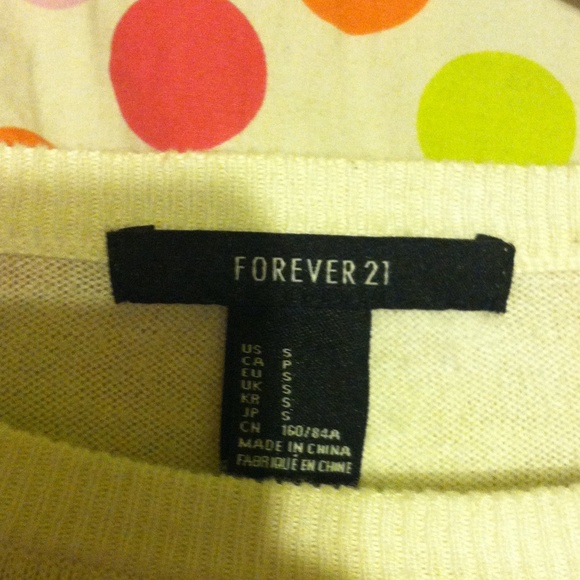 FOREVER 21
US S
CA P
EU S
UK S
KR S
JP S
CN 160/84A
MADE IN CHINA
FABRIQUÉ EN CHINE